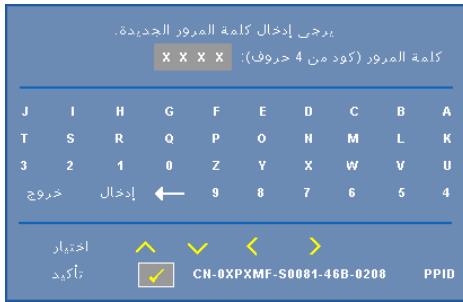 يرجى إدخال كلمة المرور الجديدة.
كلمة المرور (كود من 4 حروف): X X X X
A B C D E F G H I J
K L M N O P Q R S T
U V W X Y Z 0 1 2 3
4 5 6 7 8 9 ← إدخال خروج
اختيار
تأكيد CN-0XPXMF-S0081-46B-0208 PPID